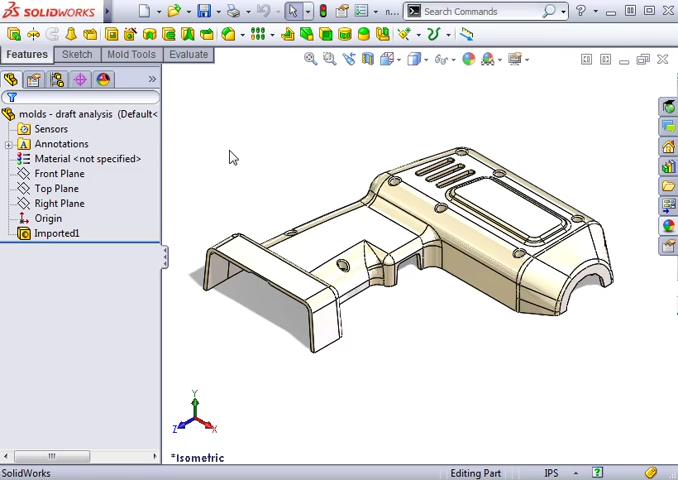 SOLIDWORKS
n...
Search Commands
Features
Sketch
Mold Tools
Evaluate
molds - draft analysis (Default<
Sensors
A
Annotations
Material <not specified>
Front Plane
Top Plane
Right Plane
Origin
Imported1
Y
Z
X
*Isometric
SolidWorks
Editing Part
IPS